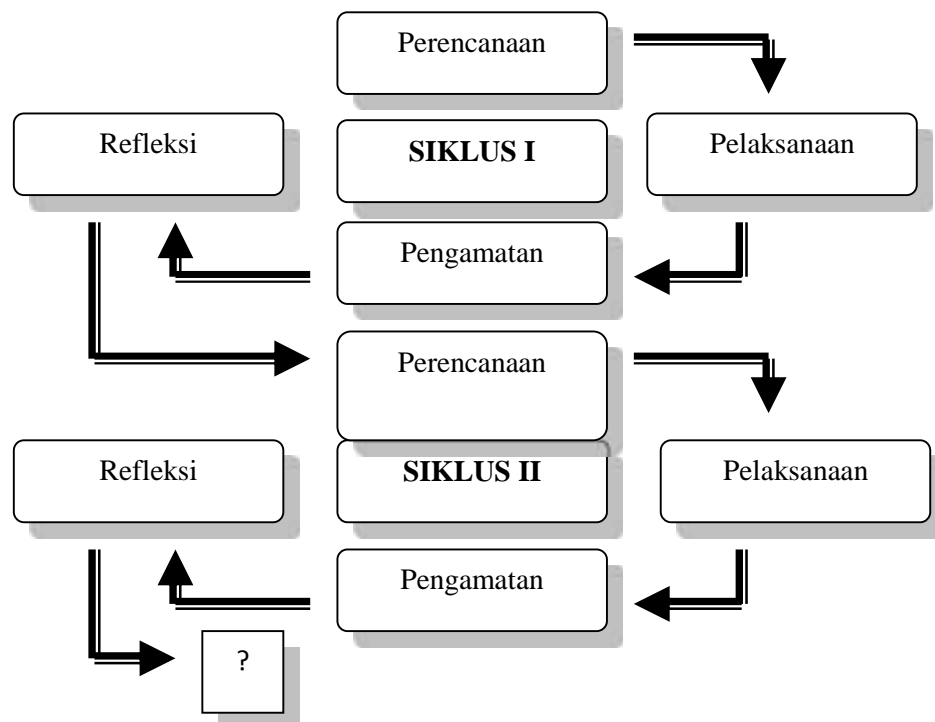 Perencanaan
Refleksi
SIKLUS I
Pelaksanaan
Pengamatan
Perencanaan
Refleksi
SIKLUS II
Pelaksanaan
Pengamatan
?